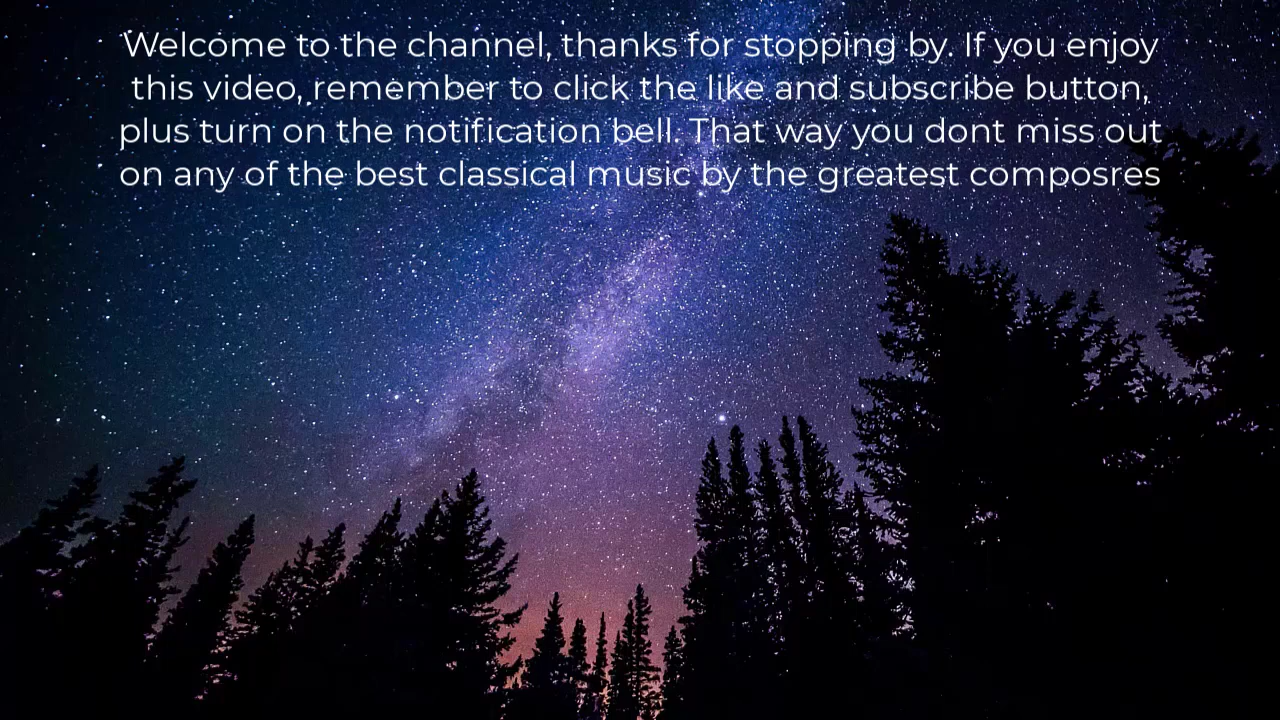 Welcome to the channel, thanks for stopping by. If you enjoy
this video, remember to click the like and subscribe button,
plus turn on the notification bell. That way you dont miss out
on any of the best classical music by the greatest composres